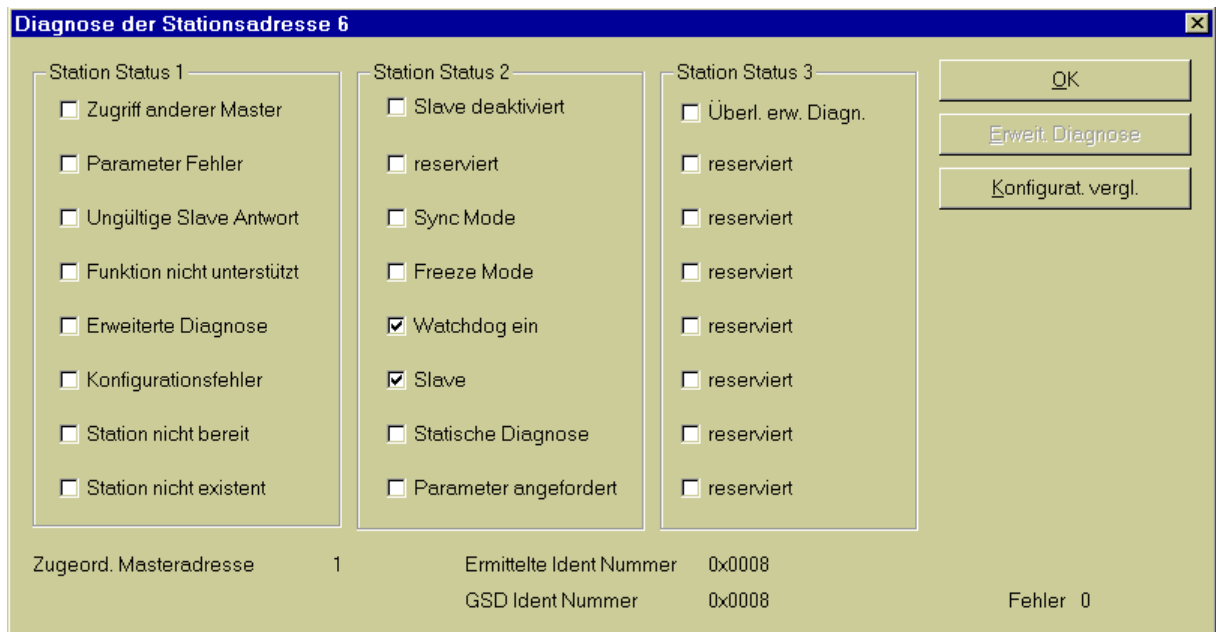 Diagnose der Stationsadresse 6
Station Status 1
Zugriff anderer Master
Parameter Fehler
Ungültige Slave Antwort
Funktion nicht unterstützt
Erweiterte Diagnose
Konfigurationsfehler
Station nicht bereit
Station nicht existent
Station Status 2
Slave deaktiviert
reserviert
Sync Mode
Freeze Mode
Watchdog ein
Slave
Statische Diagnose
Parameter angefordert
Station Status 3
Überl. erw. Diagn.
reserviert
reserviert
reserviert
reserviert
reserviert
reserviert
reserviert
OK
Erweit. Diagnose
Konfigurat. vergl.
Zugeord. Masteradresse 1
Ermittelte Ident Nummer 0x0008
GSD Ident Nummer 0x0008
Fehler 0